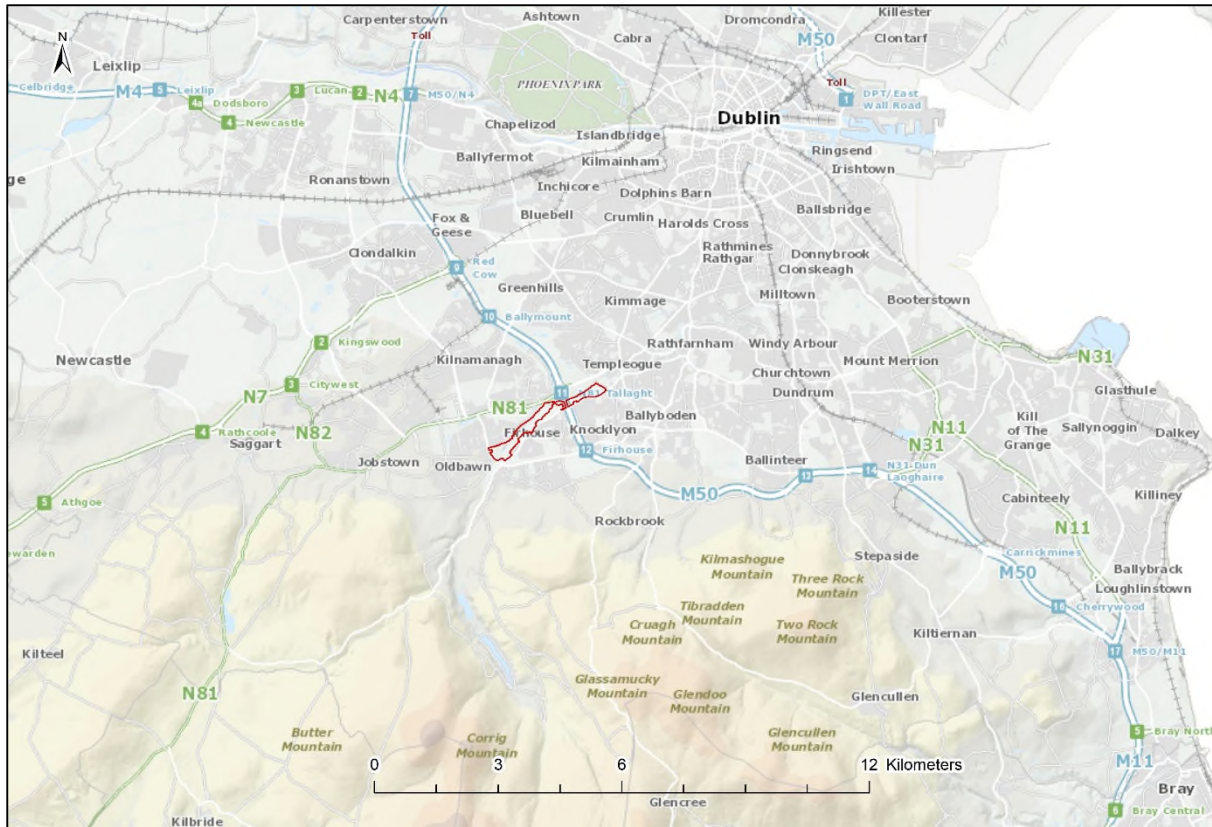 Carpenterstown
Ashtown
Dromcondra
Killester
Toll
Cabra
M50
Clontarf
N
Leixlip
PHOENIX PARK
Toll
Celbridge
M4
5
Leixlip
3
Lucan
2
N4
7
M50/N4
1
DPT/East
Wall Road
4a
Dodsboro
4
Newcastle
Chapelizod
Dublin
Islandbridge
Ringsend
Ballyfermot
Kilmainham
Irishtown
Ronanstown
Inchicore
Dolphins Barn
Bluebell
Crumlin
Harolds Cross
Ballsbridge
Fox &
Geese
Clondalkin
Rathmines
Rathgar
Donnybrook
Clonskeagh
9
Red
Cow
Greenhills
Milltown
Booterstown
10
Ballymount
Kimmage
2
Kingswood
Rathfarnham
Windy Arbour
Newcastle
Kilnamanagh
Templeogue
Mount Merrion
N31
3
Citywest
Churchtown
Glasthule
N7
11
N81-Tallaght
Dundrum
N81
Ballyboden
Kill
of The
Grange
Dalkey
4
Rathcoole
N82
Firhouse
Knocklyon
N11
Sallynoggin
Saggart
N31
Jobstown
Oldbawn
12
Firhouse
Ballinteer
13
14
N31-Dun
Laoghaire
5
Athgoe
M50
Cabinteely
Killiney
Rockbrook
N11
ewarden
Kilmashogue
Mountain
Stepaside
Carrickmines
Ballybrack
Three Rock
Mountain
M50
Loughlinstown
Tibradden
Mountain
16
Cherrywood
Cruagh
Mountain
Two Rock
Mountain
Kiltiernan
17
M50/M11
Kilteel
N81
Glassamucky
Mountain
Glendoo
Mountain
Glencullen
Butter
Mountain
Corrig
Mountain
Glencullen
Mountain
5
Bray North
M11
0 3 6 12 Kilometers
Bray
Glencree
6
Bray Central
Kilbride